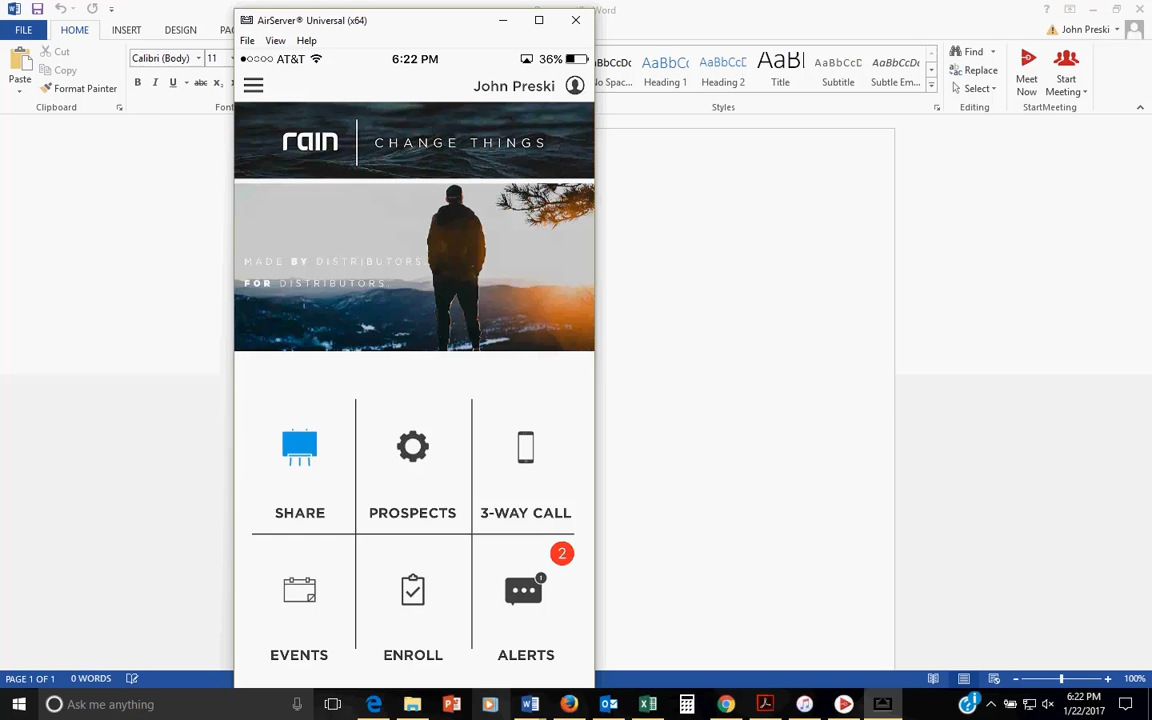 Word
FILE HOME INSERT DESIGN John Preski
Cut
Copy
Format Painter
Paste
Clipboard
Calibri (Body) 11
B I U abc
Heading 1 Heading 2 Title Subtitle Subtle Em...
Styles
Find
Replace
Select
Editing
Meet Now
Start Meeting
StartMeeting
AirServer® Universal (x64)
File View Help
AT&T 6:22 PM 36%
John Preski
rain CHANGE THINGS
MADE BY DISTRIBUTORS
FOR DISTRIBUTORS.
SHARE PROSPECTS 3-WAY CALL
2
EVENTS ENROLL ALERTS
PAGE 1 OF 1 0 WORDS 100%
Ask me anything
6:22 PM
1/22/2017